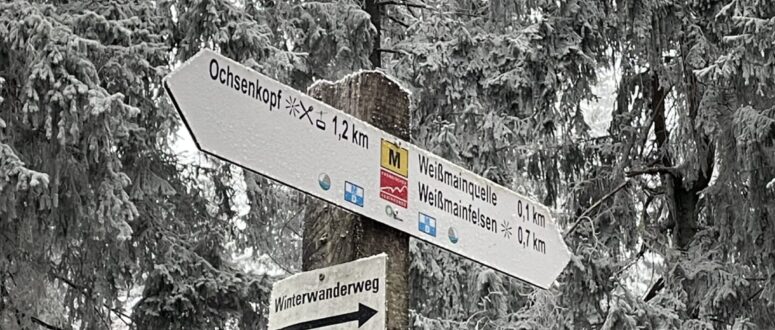 Ochsenkopf 1,2 km
M
Weißmainquelle 0,1 km
Weißmainfelsen 0,7 km
Winterwanderweg